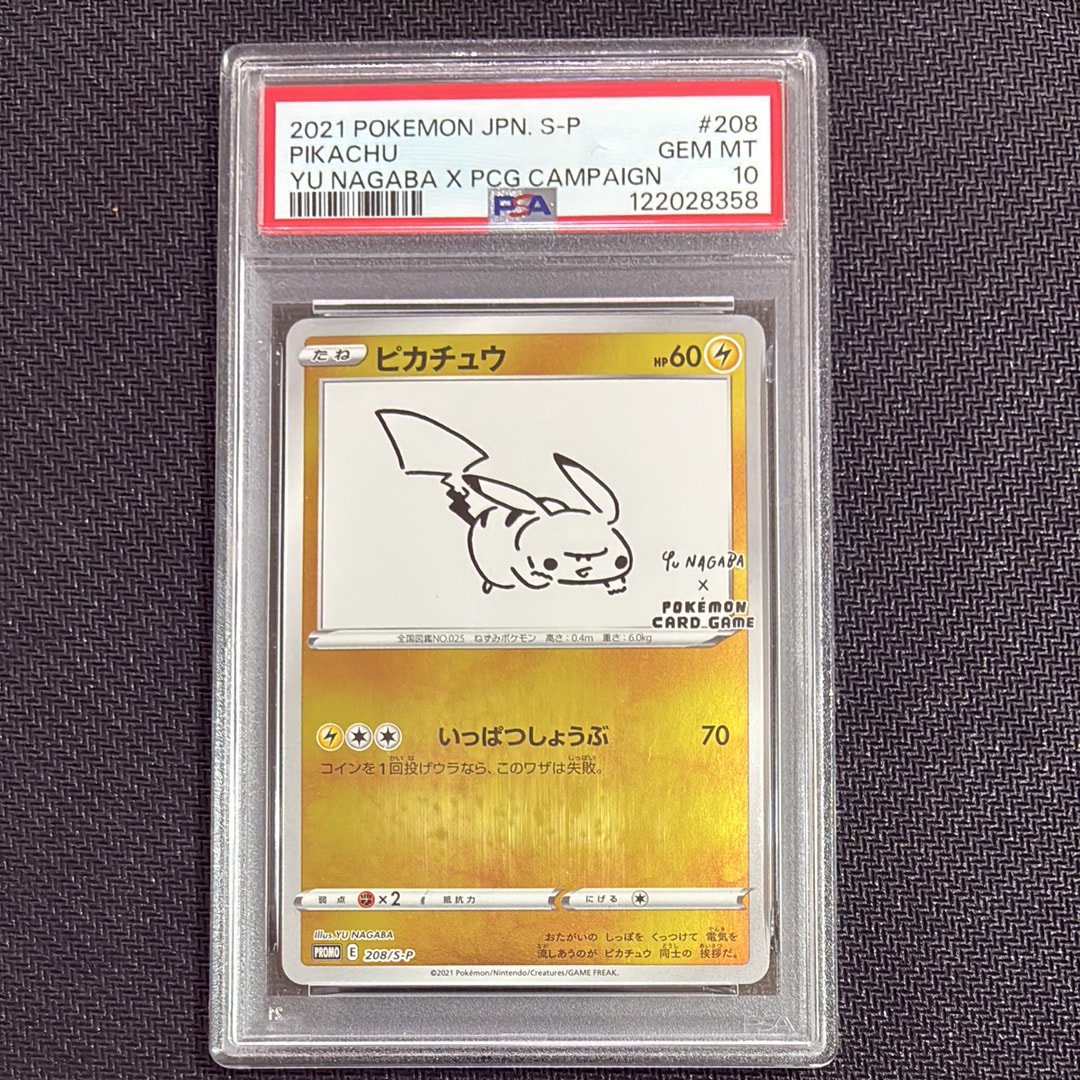 2021 POKEMON JPN. S-P #208
PIKACHU GEM MT
YU NAGABA X PCG CAMPAIGN 10
PSA 122028358
たね ピカチュウ HP60
YU NAGABA
X
POKÉMON
CARD GAME
全国図鑑NO.025 ねずみポケモン 高さ:0.4m 重さ:6.0kg
いっぱつしょうぶ 70
コインを1回投げウラなら、このワザは失敗。
弱点 ×2 抵抗力 にげる
Illus.YU NAGABA
おたがいの しっぽを くっつけて 電気を
流しあうのが ピカチュウ 同士の 挨拶だ。
PROMO E 208/S-P
©2021 Pokémon/Nintendo/Creatures/GAME FREAK.